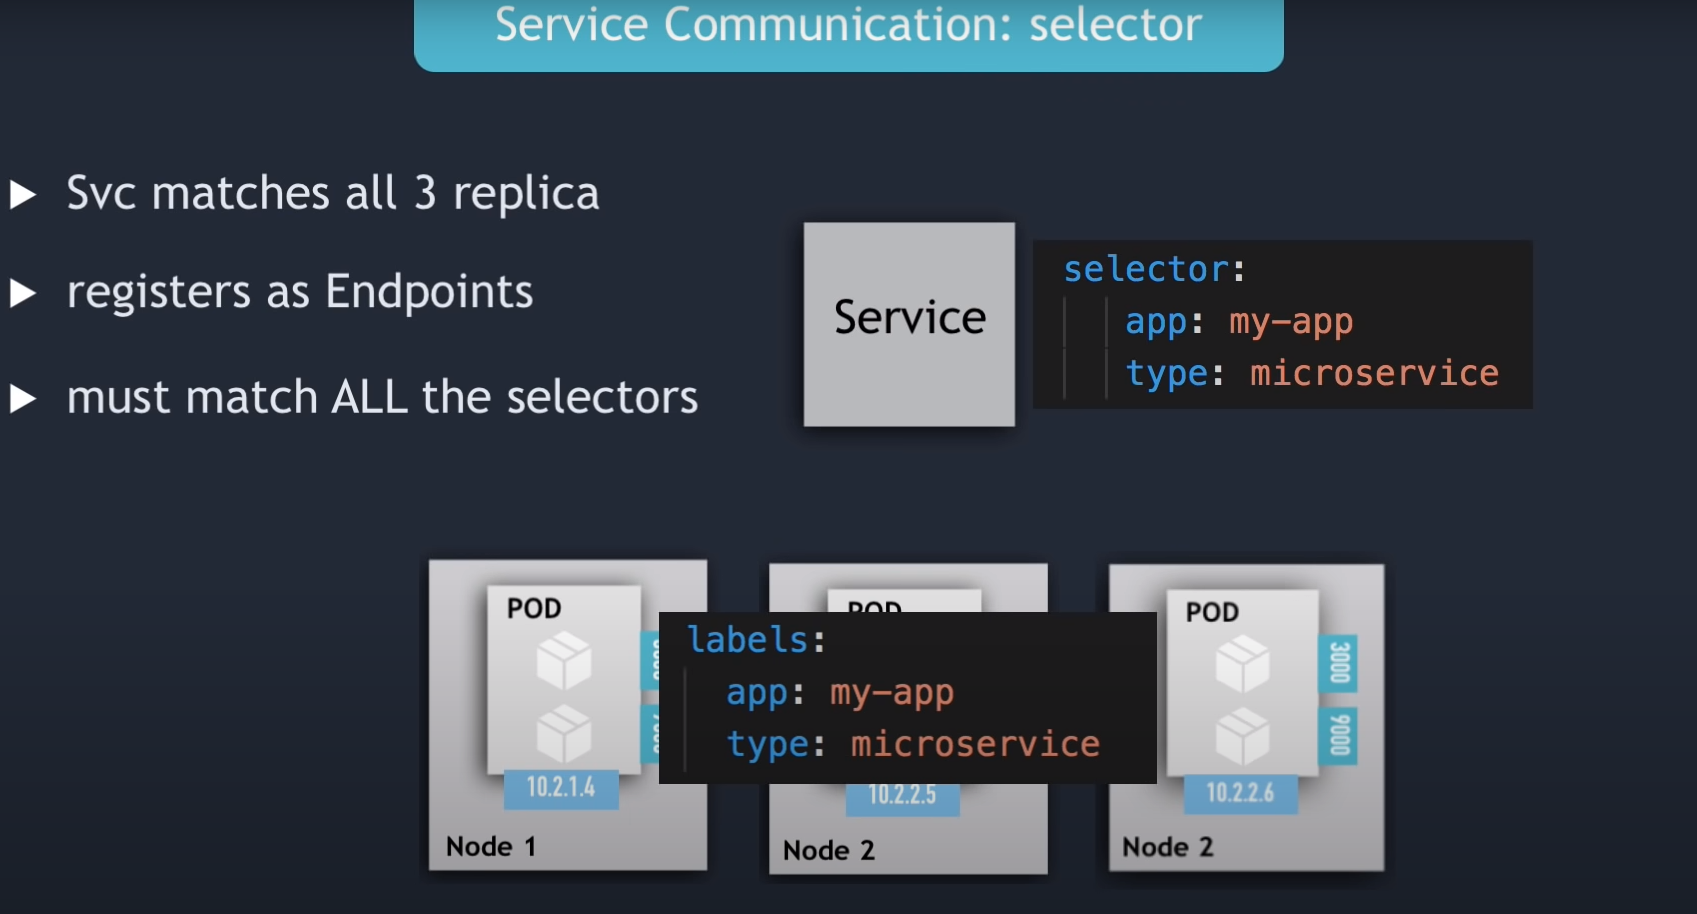 Service Communication: selector
Svc matches all 3 replica
registers as Endpoints
must match ALL the selectors
Service
selector:
app: my-app
type: microservice
POD
POD
POD
labels:
app: my-app
type: microservice
3000
9000
10.2.1.4
10.2.2.5
10.2.2.6
Node 1
Node 2
Node 2